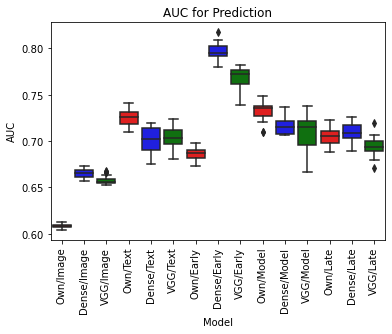 AUC for Prediction
AUC
0.80
0.75
0.70
0.65
0.60
Own/Image
Dense/Image
VGG/Image
Own/Text
Dense/Text
VGG/Text
Own/Early
Dense/Early
VGG/Early
Own/Model
Dense/Model
VGG/Model
Own/Late
Dense/Late
VGG/Late
Model